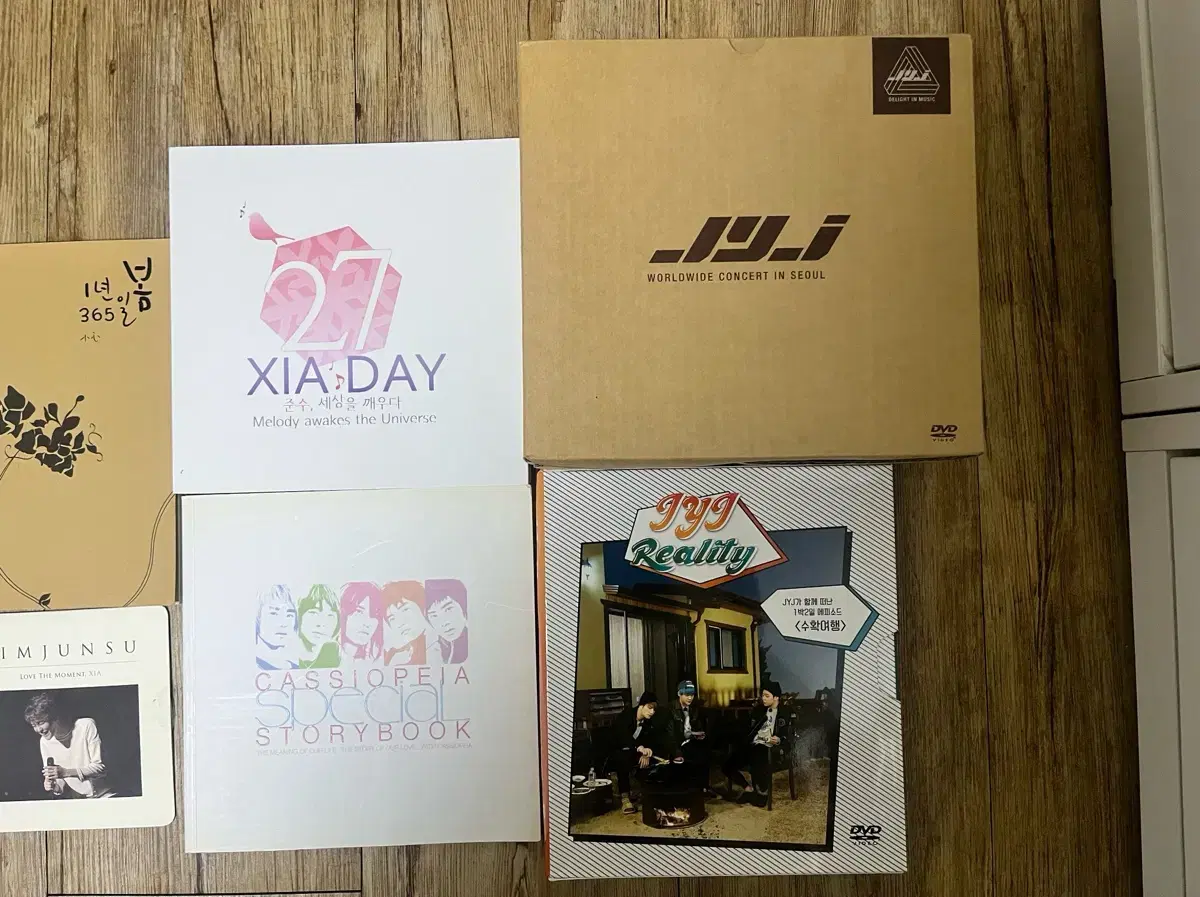 1년
365일
봄
27
XIA DAY
준수, 세상을 깨우다
Melody awakes the Universe
JYJ
DELIGHT IN MUSIC
JYJ
WORLDWIDE CONCERT IN SEOUL
DVD
VIDEO
IMJUNSU
LOVE THE MOMENT, XIA
CASSIOPEIA
special
STORYBOOK
JYJ
Reality
JYJ가 함께 떠난
1박2일 에피소드
<수확여행>
DVD
VIDEO